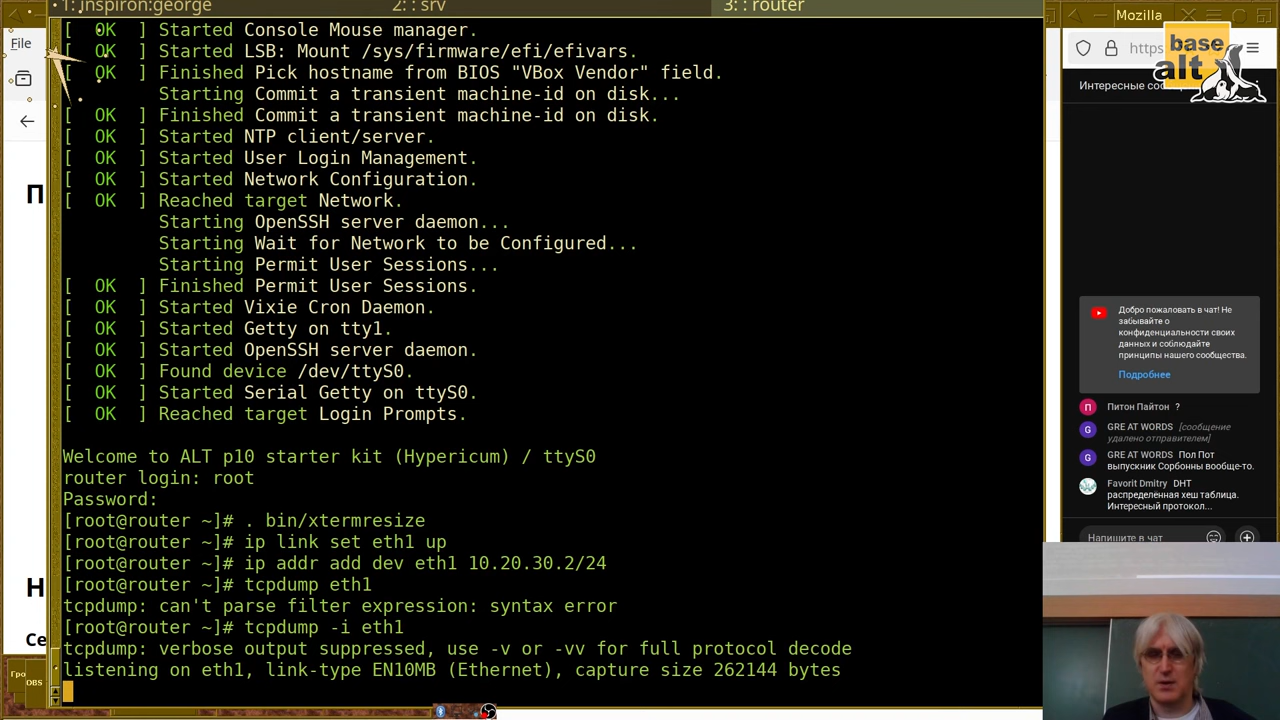 1: inspiron:george 2: : srv 3: : router
[  OK  ] Started Console Mouse manager.
[  OK  ] Started LSB: Mount /sys/firmware/efi/efivars.
[  OK  ] Finished Pick hostname from BIOS "VBox Vendor" field.
Starting Commit a transient machine-id on disk...
[  OK  ] Finished Commit a transient machine-id on disk.
[  OK  ] Started NTP client/server.
[  OK  ] Started User Login Management.
[  OK  ] Started Network Configuration.
[  OK  ] Reached target Network.
Starting OpenSSH server daemon...
Starting Wait for Network to be Configured...
Starting Permit User Sessions...
[  OK  ] Finished Permit User Sessions.
[  OK  ] Started Vixie Cron Daemon.
[  OK  ] Started Getty on tty1.
[  OK  ] Started OpenSSH server daemon.
[  OK  ] Found device /dev/ttyS0.
[  OK  ] Started Serial Getty on ttyS0.
[  OK  ] Reached target Login Prompts.
Welcome to ALT p10 starter kit (Hypericum) / ttyS0
router login: root
Password:
[root@router ~]# . bin/xtermresize
[root@router ~]# ip link set eth1 up
[root@router ~]# ip addr add dev eth1 10.20.30.2/24
[root@router ~]# tcpdump eth1
tcpdump: can't parse filter expression: syntax error
[root@router ~]# tcpdump -i eth1
tcpdump: verbose output suppressed, use -v or -vv for full protocol decode
listening on eth1, link-type EN10MB (Ethernet), capture size 262144 bytes
File
П
Н
Се
Гро
OBS
Mozilla
https
base
alt
Интересные соо
Добро пожаловать в чат! Не
забывайте о
конфиденциальности своих
данных и соблюдайте
принципы нашего сообщества.
Подробнее
П Питон Пайтон ?
G GREAT WORDS [сообщение
удалено отправителем]
G GREAT WORDS Пол Пот
выпускник Сорбонны вообще-то.
Favorit Dmitry DHT
распределенная хеш таблица.
Интересный протокол...
Напишите в чат